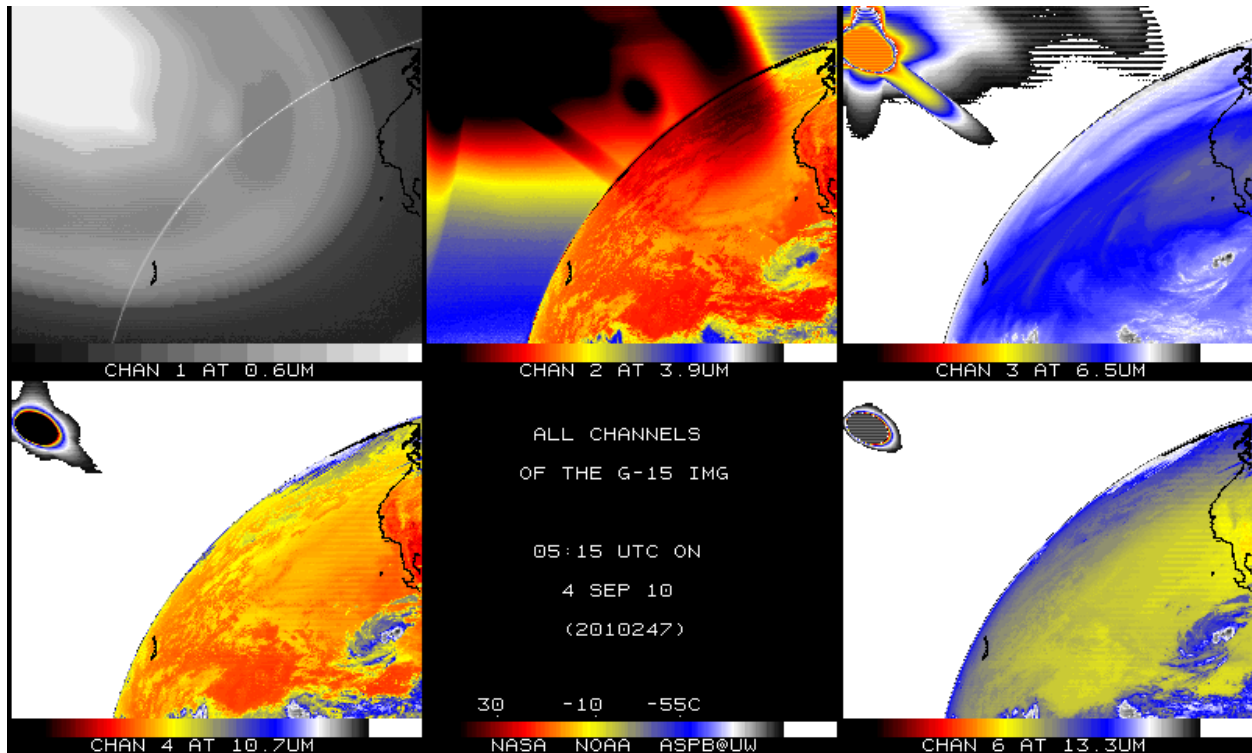 CHAN 1 AT 0.6UM
CHAN 2 AT 3.9UM
CHAN 3 AT 6.5UM
ALL CHANNELS
OF THE G-15 IMG
05:15 UTC ON
4 SEP 10
(2010247)
30 -10 -55C
CHAN 4 AT 10.7UM
NASA NOAA ASPB@UW
CHAN 6 AT 13.3UM